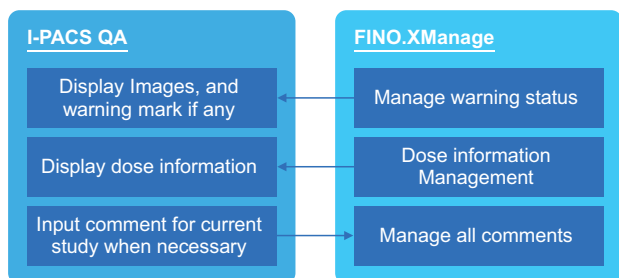 I-PACS QA
Display Images, and
warning mark if any
Display dose information
Input comment for current
study when necessary
FINO.XManage
Manage warning status
Dose information
Management
Manage all comments